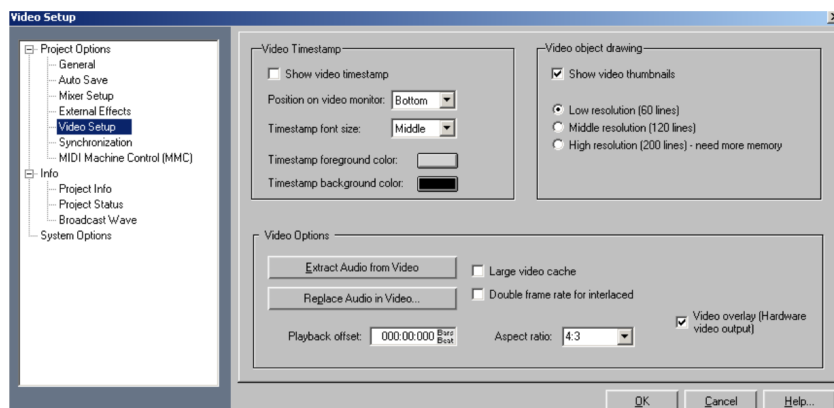 Video Setup
Project Options
General
Auto Save
Mixer Setup
External Effects
Video Setup
Synchronization
MIDI Machine Control (MMC)
Info
Project Info
Project Status
Broadcast Wave
System Options
Video Timestamp
Show video timestamp
Position on video monitor: Bottom
Timestamp font size: Middle
Timestamp foreground color:
Timestamp background color:
Video object drawing
Show video thumbnails
Low resolution (60 lines)
Middle resolution (120 lines)
High resolution (200 lines) - need more memory
Video Options
Extract Audio from Video
Large video cache
Replace Audio in Video...
Double frame rate for interlaced
Playback offset: 000:00:000 Bars Beat
Aspect ratio: 4:3
Video overlay (Hardware
video output)
OK Cancel Help...